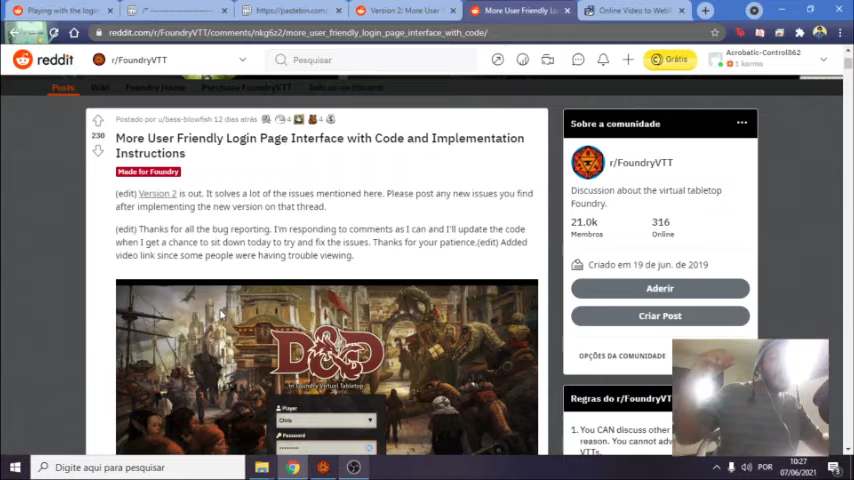 Playing with the login
https://pastebin.com/
Version 2: More User
More User Friendly Lo
Online Video to WebM
reddit.com/r/FoundryVTT/comments/nkg6z2/more_user_friendly_login_page_interface_with_code/
reddit
r/FoundryVTT
Pesquisar
Grátis
Acrobatic-Control862
1 karma
Posts
Wiki
Foundry Home
Purchase FoundryVTT
Postado por u/bass-blowfish 12 dias atrás
4
4
230
More User Friendly Login Page Interface with Code and Implementation
Instructions
Made for Foundry
(edit) Version 2 is out. It solves a lot of the issues mentioned here. Please post any new issues you find
after implementing the new version on that thread.
(edit) Thanks for all the bug reporting. I'm responding to comments as I can and I'll update the code
when I get a chance to sit down today to try and fix the issues. Thanks for your patience.(edit) Added
video link since some people were having trouble viewing.
D&D
In Foundry Virtual Tabletop
Player
Chris
Password
Sobre a comunidade
r/FoundryVTT
Discussion about the virtual tabletop
Foundry.
21.0k
316
Membros
Online
Criado em 19 de jun. de 2019
Aderir
Criar Post
OPÇÕES DA COMUNIDADE
Regras do r/FoundryVT
1. You CAN discuss other
reason. You cannot adv
VTTs.
Digite aqui para pesquisar
POR
10:27
07/06/2021
3